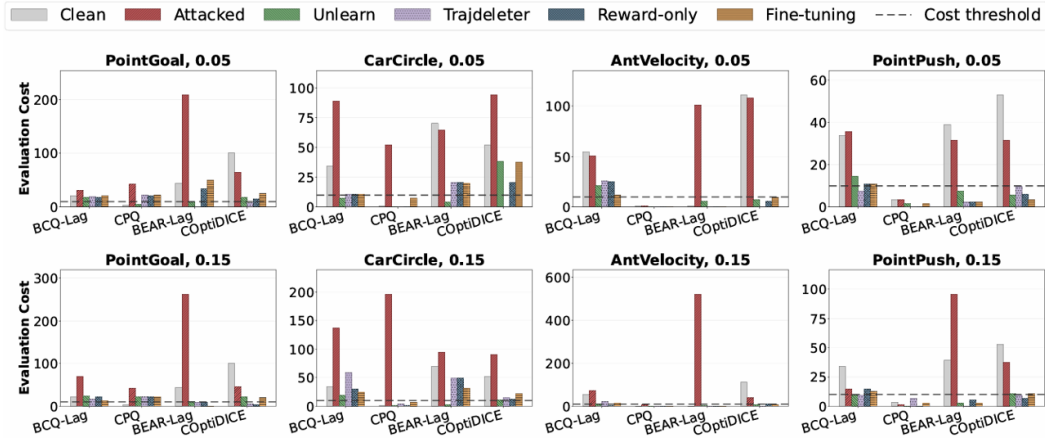 Clean Attacked Unlearn Trajdeleter Reward-only Fine-tuning Cost threshold
PointGoal, 0.05 CarCircle, 0.05 AntVelocity, 0.05 PointPush, 0.05
Evaluation Cost
200
100
0
100
75
50
25
0
100
50
0
60
40
20
0
BCQ-Lag CPQ BEAR-Lag COptiDICE
BCQ-Lag CPQ BEAR-Lag COptiDICE
BCQ-Lag CPQ BEAR-Lag COptiDICE
BCQ-Lag CPQ BEAR-Lag COptiDICE
PointGoal, 0.15 CarCircle, 0.15 AntVelocity, 0.15 PointPush, 0.15
Evaluation Cost
300
200
100
0
200
150
100
50
0
600
400
200
0
100
75
50
25
0
BCQ-Lag CPQ BEAR-Lag COptiDICE
BCQ-Lag CPQ BEAR-Lag COptiDICE
BCQ-Lag CPQ BEAR-Lag COptiDICE
BCQ-Lag CPQ BEAR-Lag COptiDICE